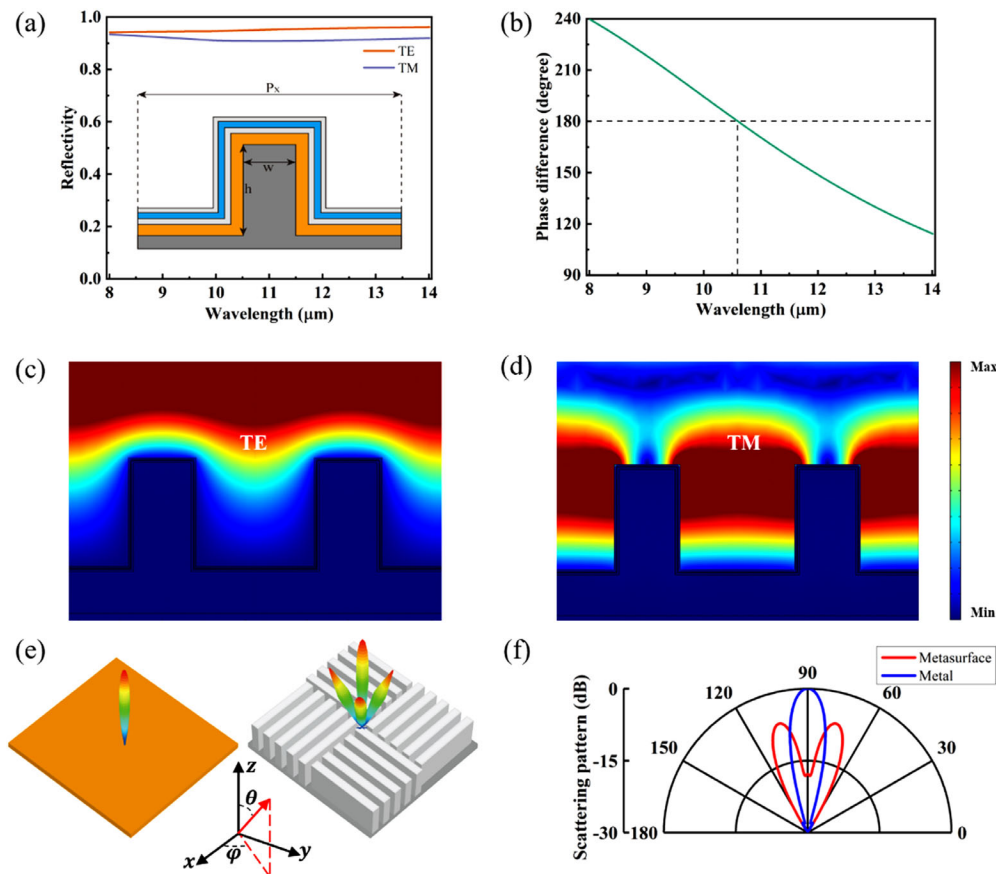 (a)
1.0
0.8
0.6
0.4
0.2
0.0
Reflectivity
TE
TM
Px
w
h
8 9 10 11 12 13 14
Wavelength (μm)
(b)
240
210
180
150
120
90
Phase difference (degree)
8 9 10 11 12 13 14
Wavelength (μm)
(c)
TE
(d)
TM
Max
Min
(e)
z
θ
x
φ
y
(f)
Metasurface
Metal
Scattering pattern (dB)
0
-15
-30
90
120 60
150 30
180 0